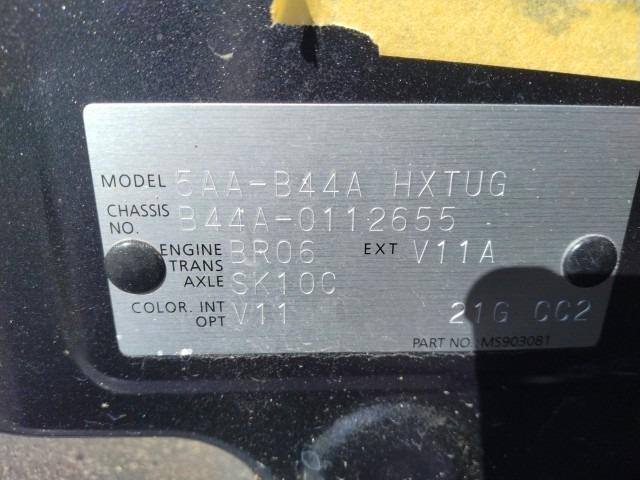 MODEL 5AA-B44A HXTUG
CHASSIS NO. B44A-0112655
ENGINE BR06 EXT V11A
TRANS AXLE SK10C
COLOR. INT V11
OPT 21G CC2
PART NO. MS903081